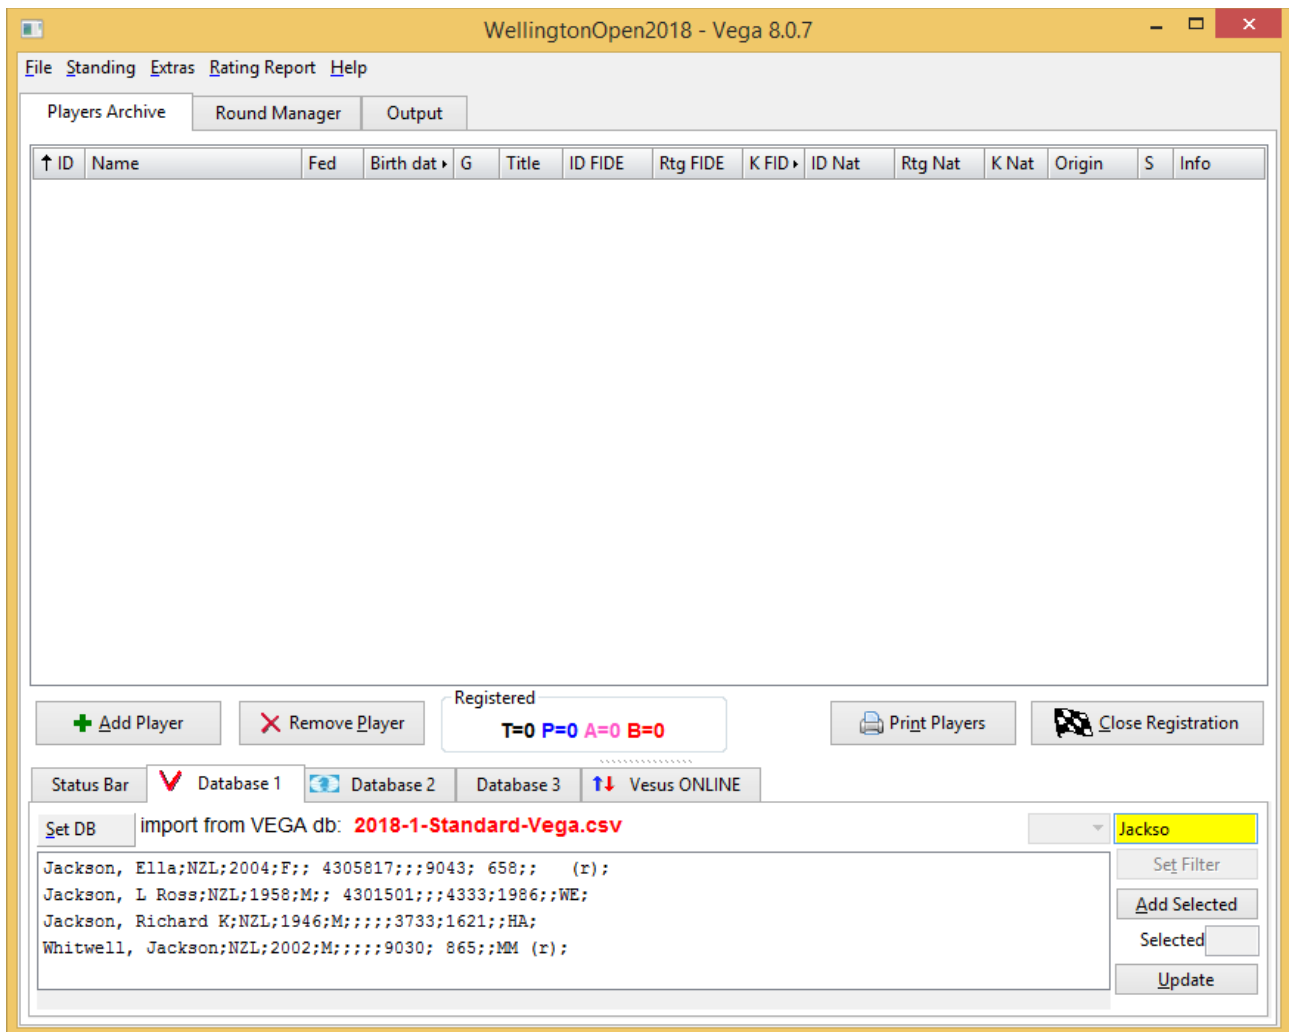 WellingtonOpen2018 - Vega 8.0.7
File Standing Extras Rating Report Help
Players Archive Round Manager Output
ID Name Fed Birth dat G Title ID FIDE Rtg FIDE K FID ID Nat Rtg Nat K Nat Origin S Info
Registered
Add Player Remove Player T=0 P=0 A=0 B=0 Print Players Close Registration
Status Bar Database 1 Database 2 Database 3 Vesus ONLINE
Set DB import from VEGA db: 2018-1-Standard-Vega.csv Jackso
Set Filter
Jackson, Ella;NZL;2004;F;; 4305817;;;9043; 658;;   (r);
Jackson, L Ross;NZL;1958;M;; 4301501;;;4333;1986;;WE;
Add Selected
Jackson, Richard K;NZL;1946;M;;;;;3733;1621;;HA;
Selected
Whitwell, Jackson;NZL;2002;M;;;;;9030; 865;;MM (r);
Update